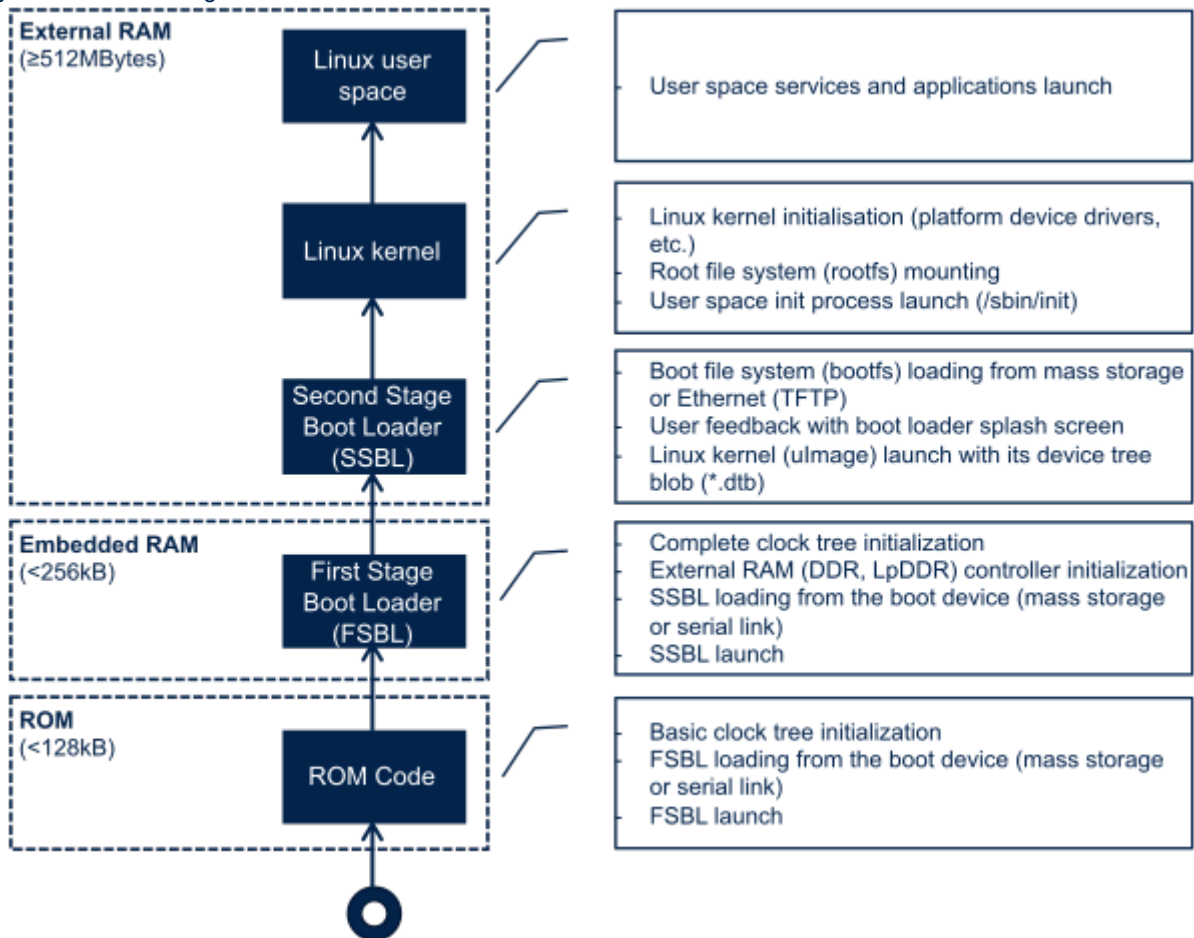 External RAM
(≥512MBytes)
Linux user
space
- User space services and applications launch
Linux kernel
- Linux kernel initialisation (platform device drivers,
etc.)
- Root file system (rootfs) mounting
- User space init process launch (/sbin/init)
Second Stage
Boot Loader
(SSBL)
- Boot file system (bootfs) loading from mass storage
or Ethernet (TFTP)
- User feedback with boot loader splash screen
- Linux kernel (uImage) launch with its device tree
blob (*.dtb)
Embedded RAM
(<256kB)
First Stage
Boot Loader
(FSBL)
- Complete clock tree initialization
- External RAM (DDR, LpDDR) controller initialization
- SSBL loading from the boot device (mass storage
or serial link)
- SSBL launch
ROM
(<128kB)
ROM Code
- Basic clock tree initialization
- FSBL loading from the boot device (mass storage
or serial link)
- FSBL launch